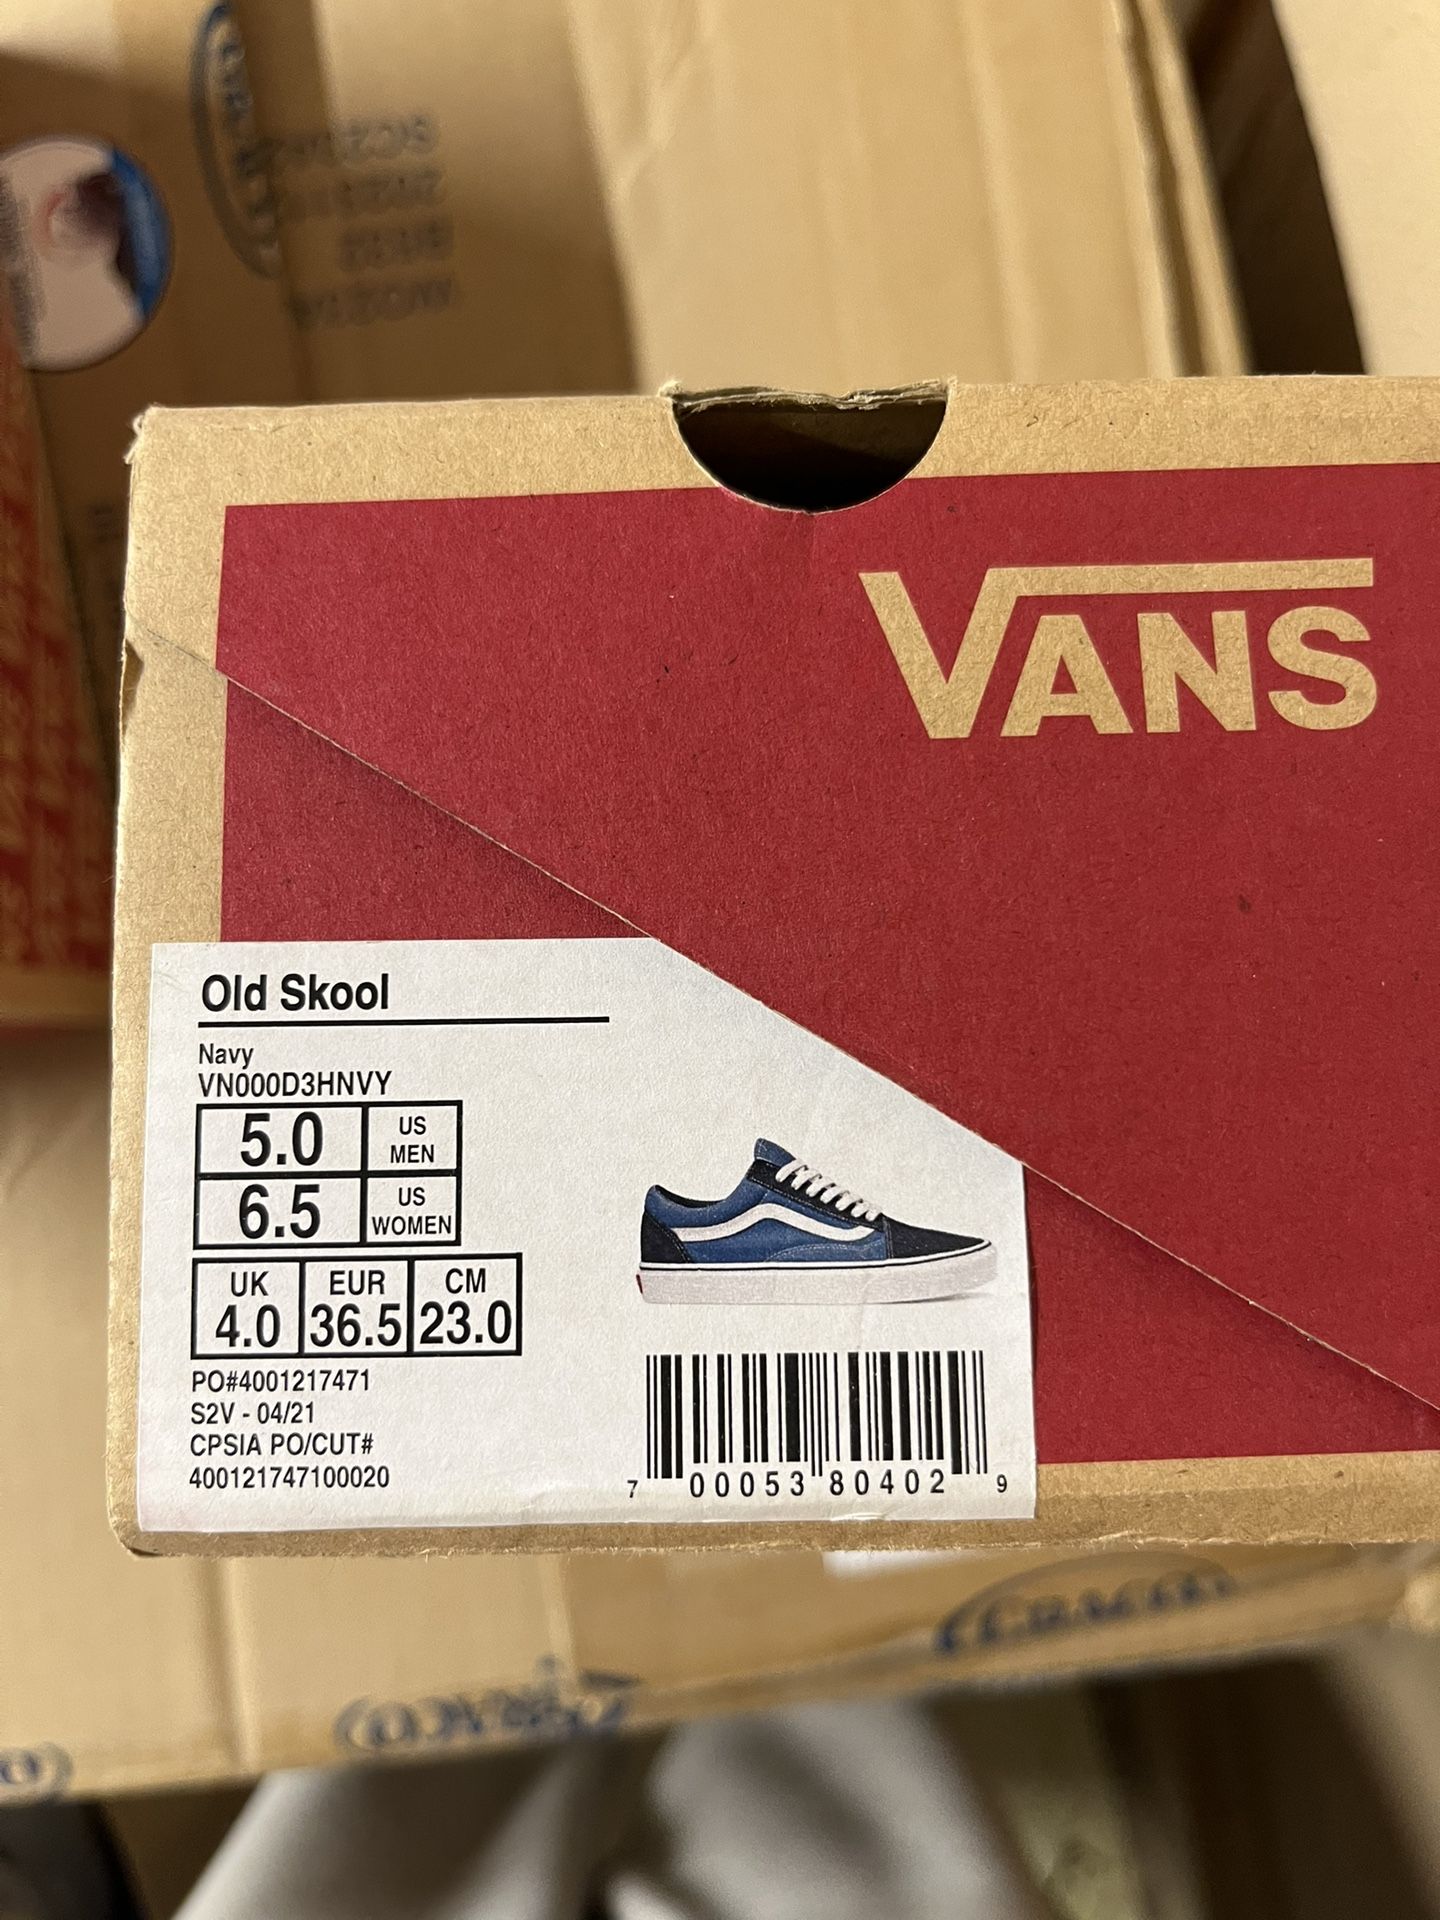 VANS
Old Skool
Navy
VN000D3HNVY
5.0 US MEN
6.5 US WOMEN
UK EUR CM
4.0 36.5 23.0
PO#4001217471
S2V - 04/21
CPSIA PO/CUT#
400121747100020
7 00053 80402 9